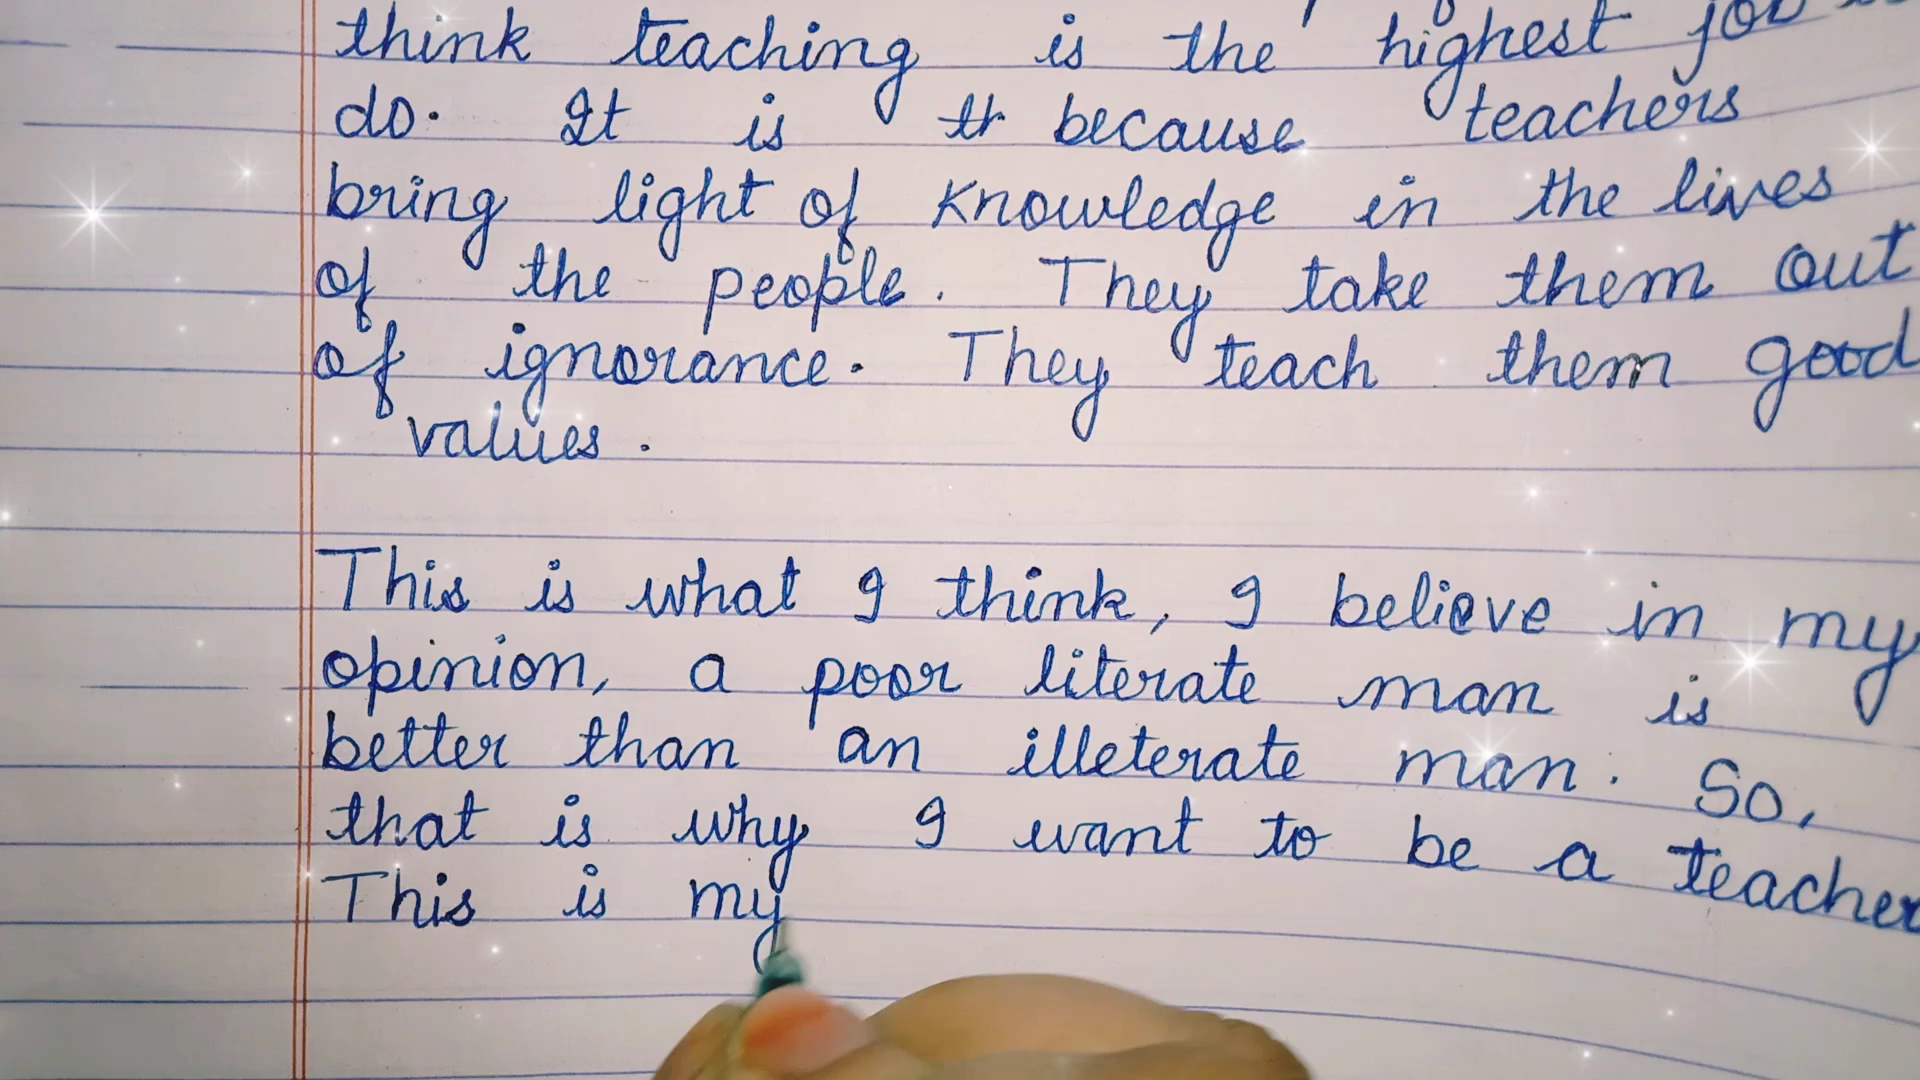 think teaching is the highest job
do. It is th because teachers
bring light of knowledge in the lives
of the people. They take them out
of ignorance. They teach them good
values.
This is what I think, I believe in my
opinion, a poor literate man is
better than an illeterate man. So,
that is why I want to be a teacher
This is my